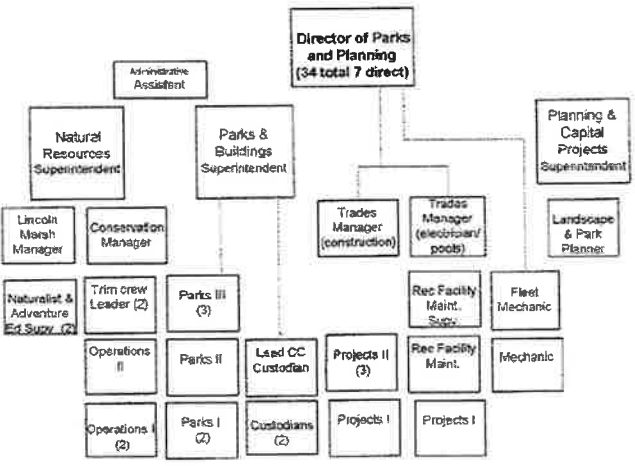 Director of Parks
and Planning
(34 total 7 direct)
Administrative
Assistant
Natural
Resources
Superintendent
Parks &
Buildings
Superintendent
Planning &
Capital
Projects
Superintendent
Lincoln
Marsh
Manager
Conservation
Manager
Trades
Manager
(construction)
Trades
Manager
(electrician/
pools)
Landscape
& Park
Planner
Naturalist &
Adventure
Ed Supv (2)
Trim crew
Leader (2)
Parks III
(3)
Rec Facility
Maint.
Supv
Fleet
Mechanic
Operations
II
Parks II
Lead CC
Custodian
Projects II
(3)
Rec Facility
Maint.
Mechanic
Operations I
(2)
Parks I
(2)
Custodians
(2)
Projects I
Projects I